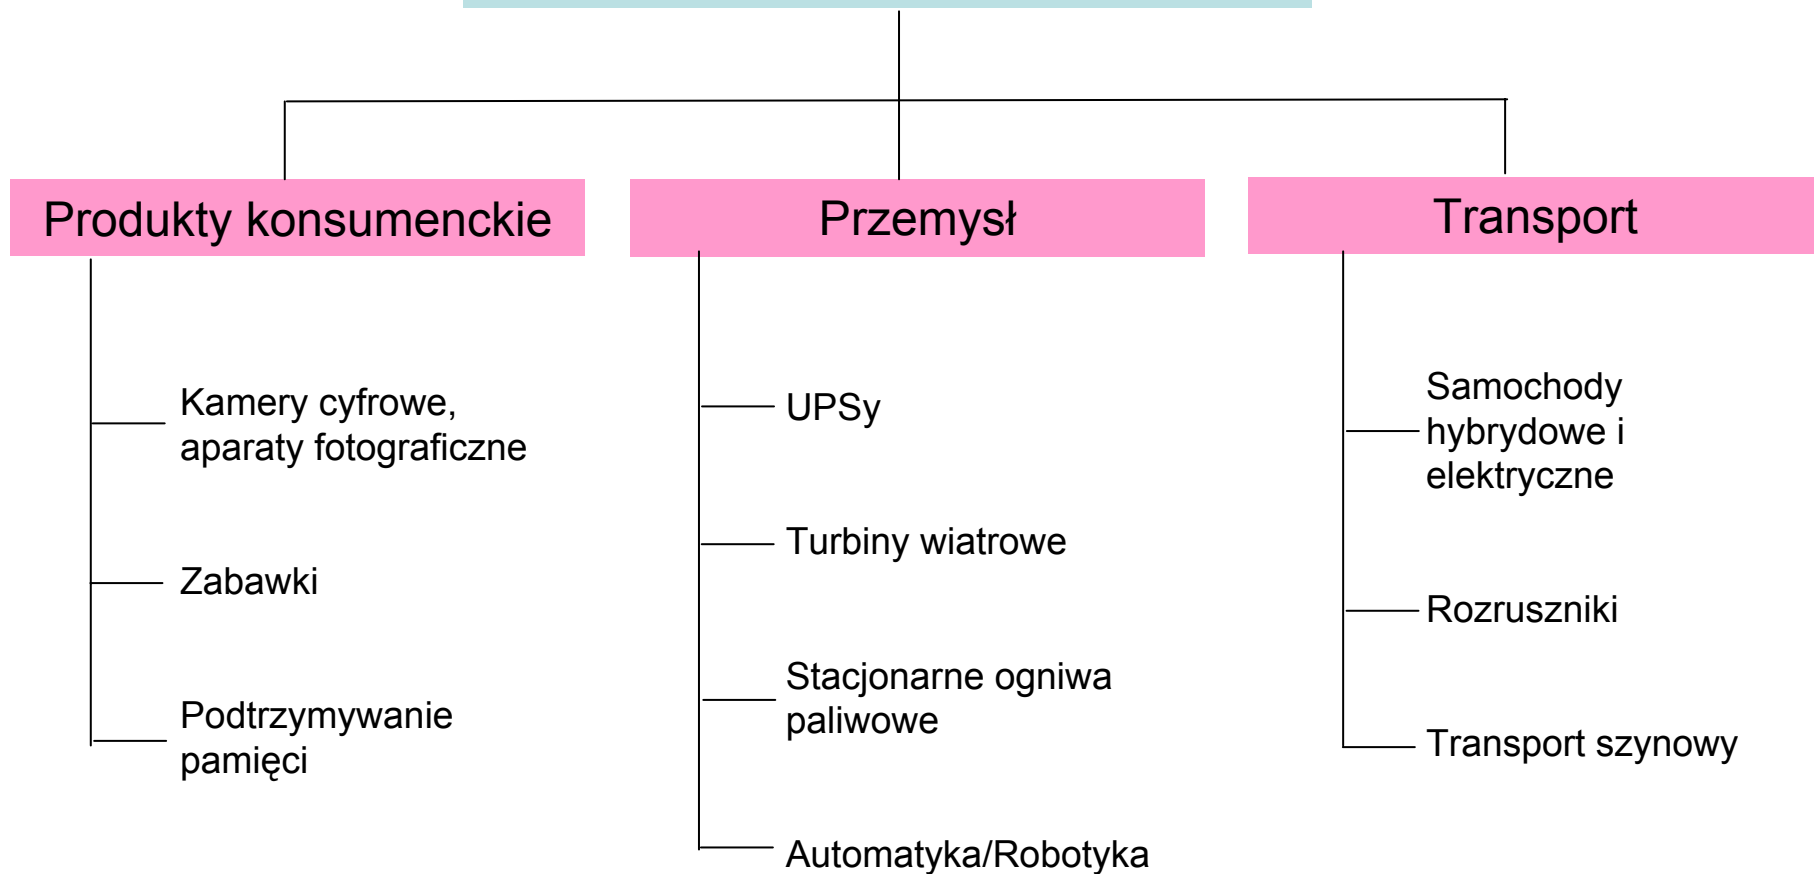 Produkty konsumenckie
Przemysł
Transport
Kamery cyfrowe,
aparaty fotograficzne
Zabawki
Podtrzymywanie
pamięci
UPSy
Turbiny wiatrowe
Stacjonarne ogniwa
paliwowe
Automatyka/Robotyka
Samochody
hybrydowe i
elektryczne
Rozruszniki
Transport szynowy